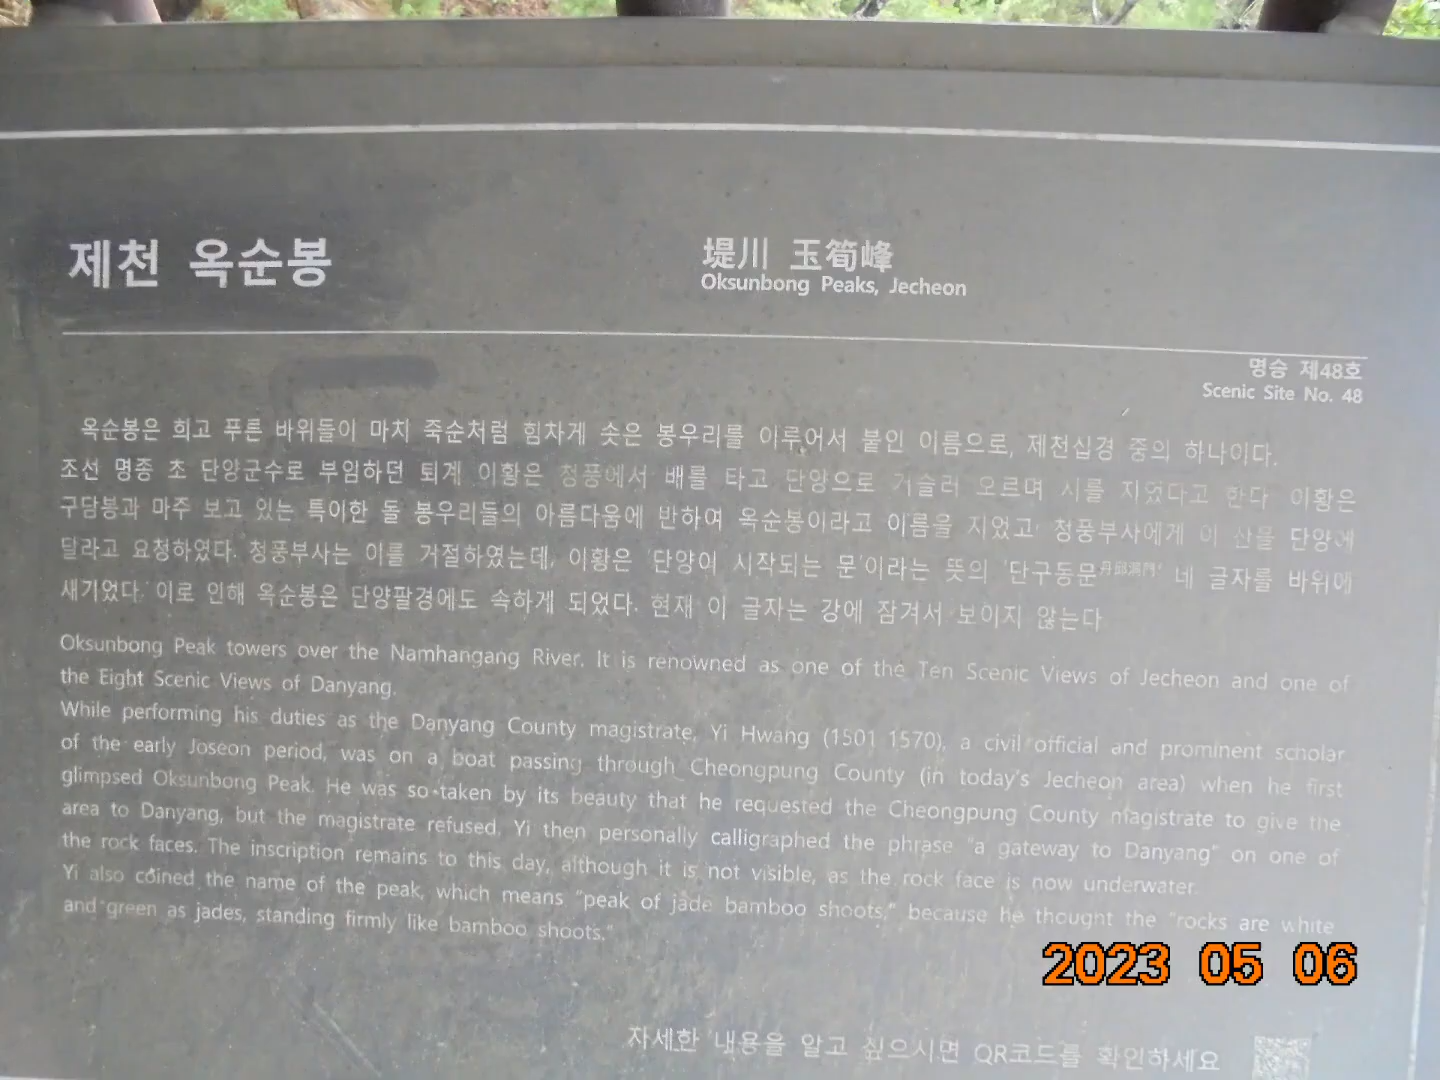 제천 옥순봉
堤川 玉筍峰
Oksunbong Peaks, Jecheon
명승 제48호
Scenic Site No. 48
옥순봉은 희고 푸른 바위들이 마치 죽순처럼 힘차게 솟은 봉우리를 이루어서 붙인 이름으로, 제천십경 중의 하나이다.
조선 명종 초 단양군수로 부임하던 퇴계 이황은 청풍에서 배를 타고 단양으로 거슬러 오르며 시를 지었다고 한다 이황은
구담봉과 마주 보고 있는 특이한 돌 봉우리들의 아름다움에 반하여 옥순봉이라고 이름을 지었고 청풍부사에게 이 산을 단양에
달라고 요청하였다. 청풍부사는 이를 거절하였는데, 이황은 '단양이 시작되는 문'이라는 뜻의 '단구동문丹邱洞門' 네 글자를 바위에
새기었다. 이로 인해 옥순봉은 단양팔경에도 속하게 되었다. 현재 이 글자는 강에 잠겨서 보이지 않는다
Oksunbong Peak towers over the Namhangang River. It is renowned as one of the Ten Scenic Views of Jecheon and one of
the Eight Scenic Views of Danyang.
While performing his duties as the Danyang County magistrate, Yi Hwang (1501 1570), a civil official and prominent scholar
of the early Joseon period, was on a boat passing through Cheongpung County (in today's Jecheon area) when he first
glimpsed Oksunbong Peak. He was so taken by its beauty that he requested the Cheongpung County magistrate to give the
area to Danyang, but the magistrate refused. Yi then personally calligraphed the phrase "a gateway to Danyang" on one of
the rock faces. The inscription remains to this day, although it is not visible, as the rock face is now underwater.
Yi also coined the name of the peak, which means "peak of jade bamboo shoots," because he thought the "rocks are white
and green as jades, standing firmly like bamboo shoots."
2023 05 06
자세한 내용을 알고 싶으시면 QR코드를 확인하세요